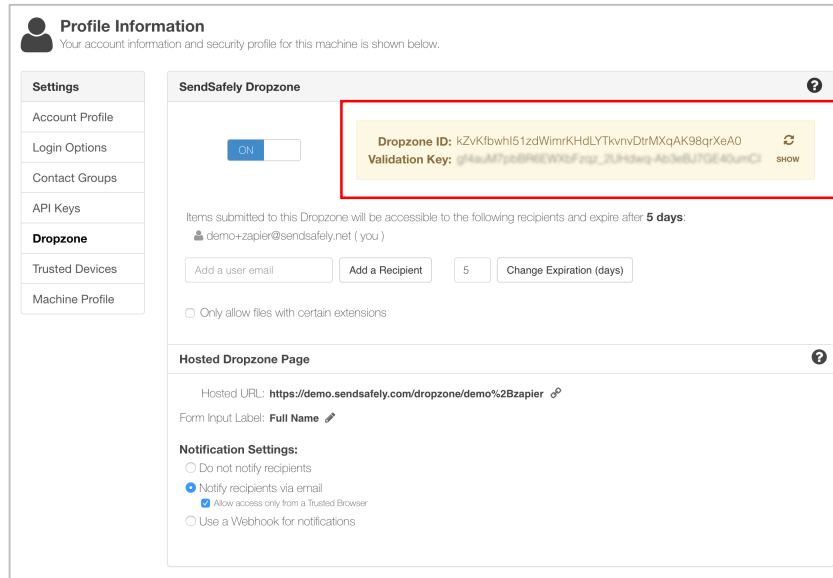 Profile Information
Your account information and security profile for this machine is shown below.
Settings
Account Profile
Login Options
Contact Groups
API Keys
Dropzone
Trusted Devices
Machine Profile
SendSafely Dropzone
ON
Dropzone ID: kZvKfbwhI51zdWimrKHdLYTkvnvDtrMXqAK98qrXeA0
Validation Key:
SHOW
Items submitted to this Dropzone will be accessible to the following recipients and expire after 5 days:
demo+zapier@sendsafely.net ( you )
Add a user email Add a Recipient 5 Change Expiration (days)
Only allow files with certain extensions
Hosted Dropzone Page
Hosted URL: https://demo.sendsafely.com/dropzone/demo%2Bzapier
Form Input Label: Full Name
Notification Settings:
Do not notify recipients
Notify recipients via email
Allow access only from a Trusted Browser
Use a Webhook for notifications